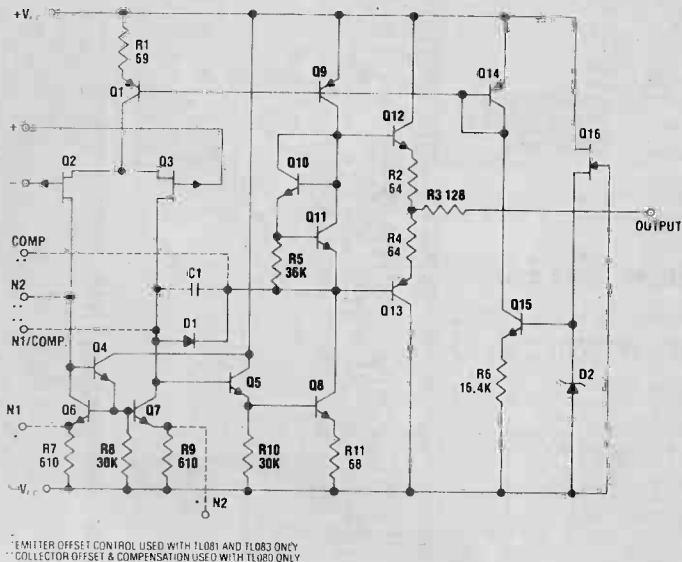 +Vcc
R1
69
Q1
Q9
Q14
Q12
Q16
+
Q2
Q3
Q10
R2
64
R3 128
-
Q11
OUTPUT
COMP
R5
36K
R4
64
C1
N2
Q13
Q15
N1/COMP.
D1
Q4
Q5
R6
16.4K
D2
Q6
Q7
Q8
N1
R7
610
R8
30K
R9
610
R10
30K
R11
68
-Vcc
N2
*EMITTER OFFSET CONTROL USED WITH TL081 AND TL083 ONLY
**COLLECTOR OFFSET & COMPENSATION USED WITH TL080 ONLY